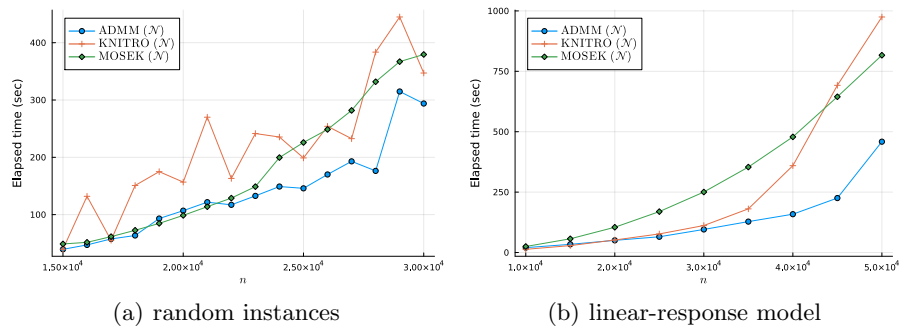 ADMM (𝒩)
KNITRO (𝒩)
MOSEK (𝒩)
Elapsed time (sec)
400
300
200
100
1.50×10⁴
2.00×10⁴
2.50×10⁴
3.00×10⁴
n
(a) random instances
ADMM (𝒩)
KNITRO (𝒩)
MOSEK (𝒩)
Elapsed time (sec)
1000
750
500
250
0
1.0×10⁴
2.0×10⁴
3.0×10⁴
4.0×10⁴
5.0×10⁴
n
(b) linear-response model